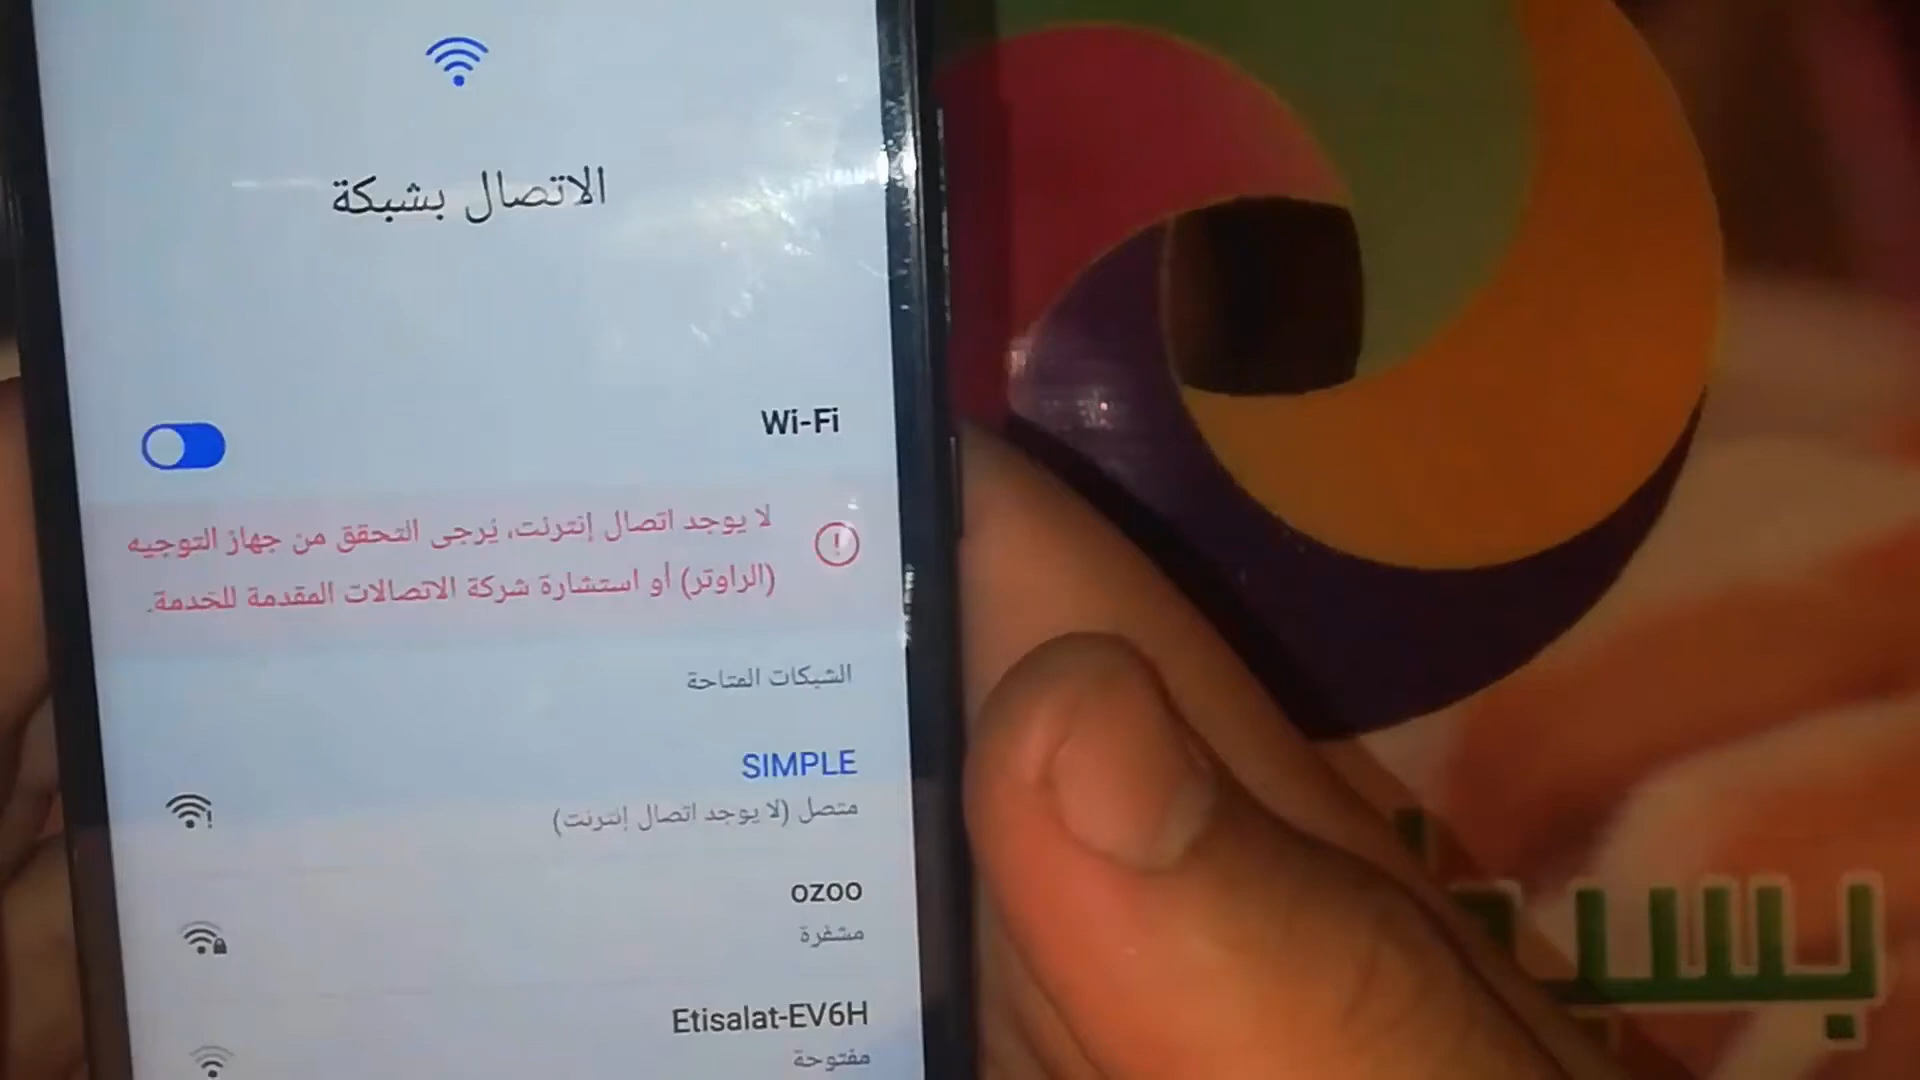 الاتصال بشبكة
Wi-Fi
لا يوجد اتصال إنترنت، يُرجى التحقق من جهاز التوجيه
(الراوتر) أو استشارة شركة الاتصالات المقدمة للخدمة.
الشبكات المتاحة
SIMPLE
متصل (لا يوجد اتصال إنترنت)
ozoo
مشفرة
Etisalat-EV6H
مفتوحة